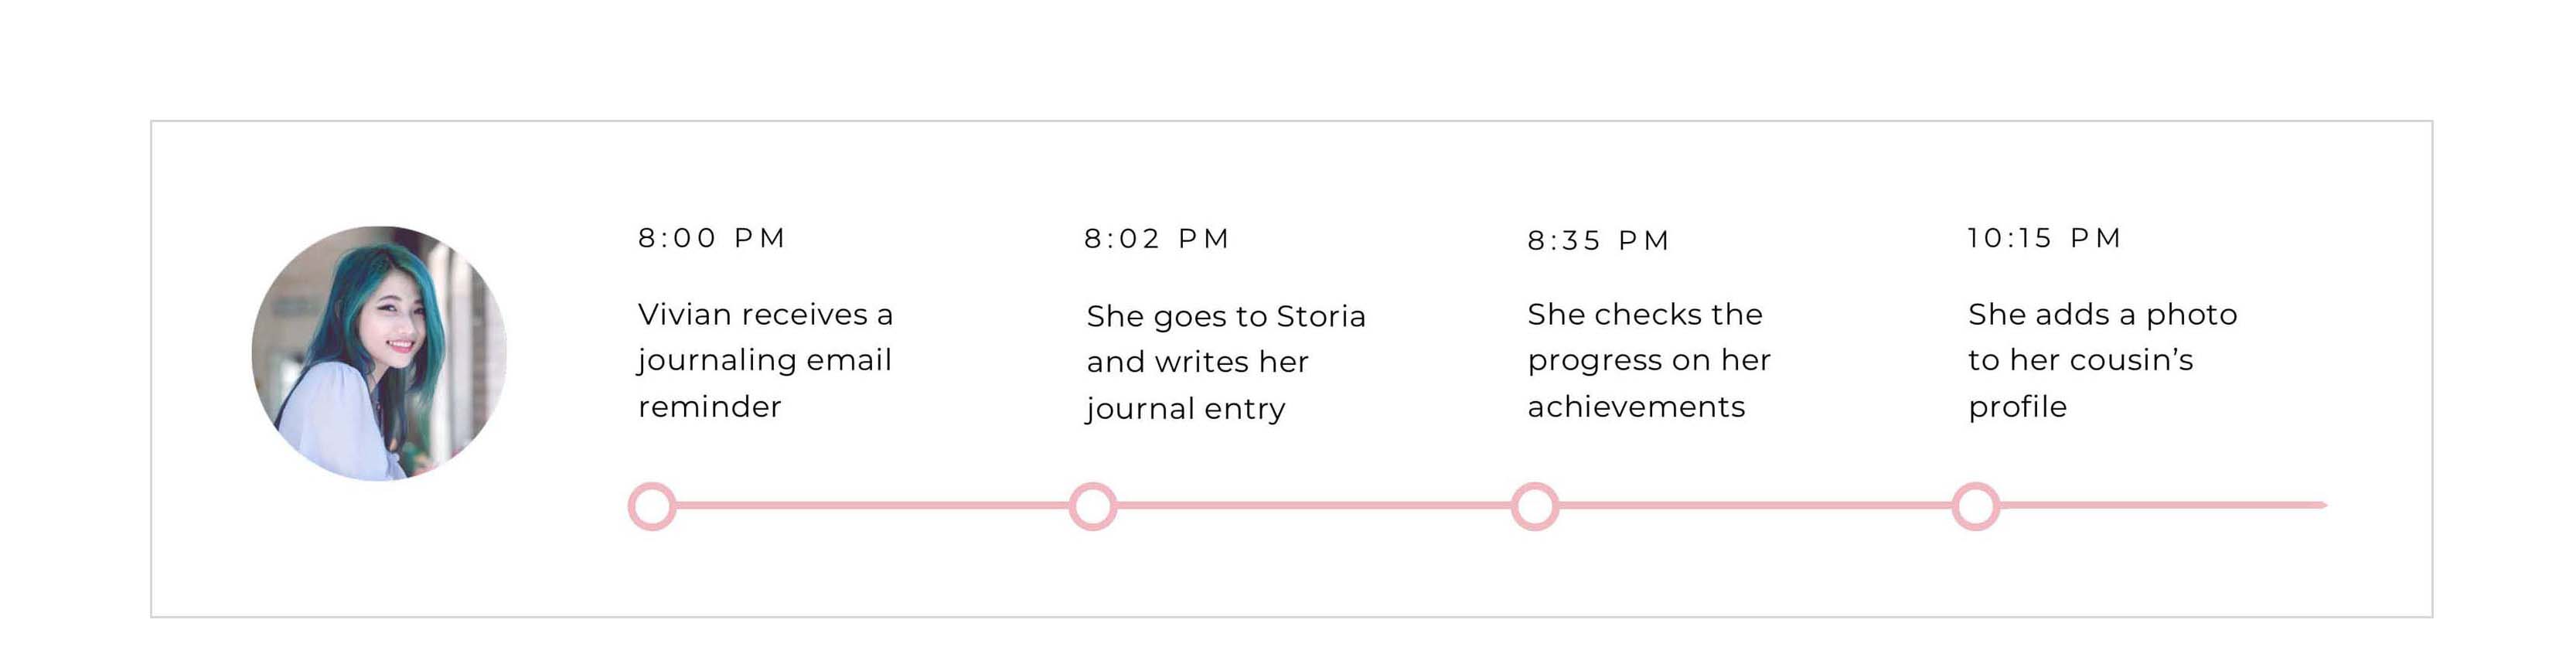 8:00 PM
Vivian receives a
journaling email
reminder
8:02 PM
She goes to Storia
and writes her
journal entry
8:35 PM
She checks the
progress on her
achievements
10:15 PM
She adds a photo
to her cousin’s
profile